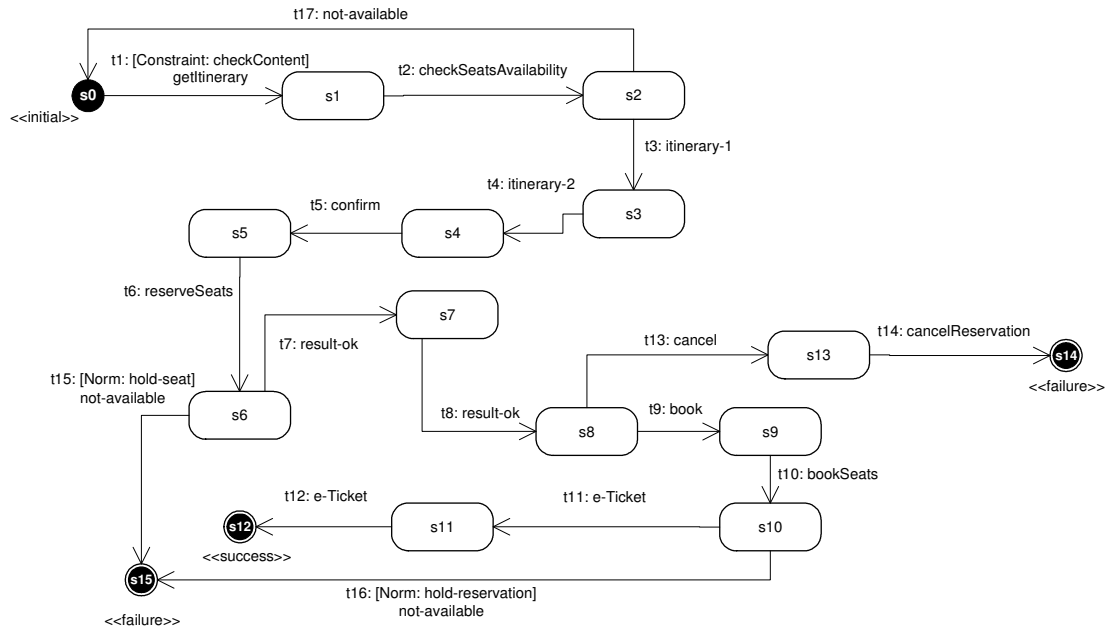 t17: not-available
t1: [Constraint: checkContent]
getItinerary
t2: checkSeatsAvailability
s0
s1
s2
<<initial>>
t3: itinerary-1
t4: itinerary-2
t5: confirm
s3
s5
s4
t6: reserveSeats
s7
t7: result-ok
t13: cancel
t14: cancelReservation
s13
s14
<<failure>>
t15: [Norm: hold-seat]
not-available
s6
t8: result-ok
t9: book
s8
s9
t10: bookSeats
t12: e-Ticket
t11: e-Ticket
s12
s11
s10
<<success>>
s15
t16: [Norm: hold-reservation]
not-available
<<failure>>